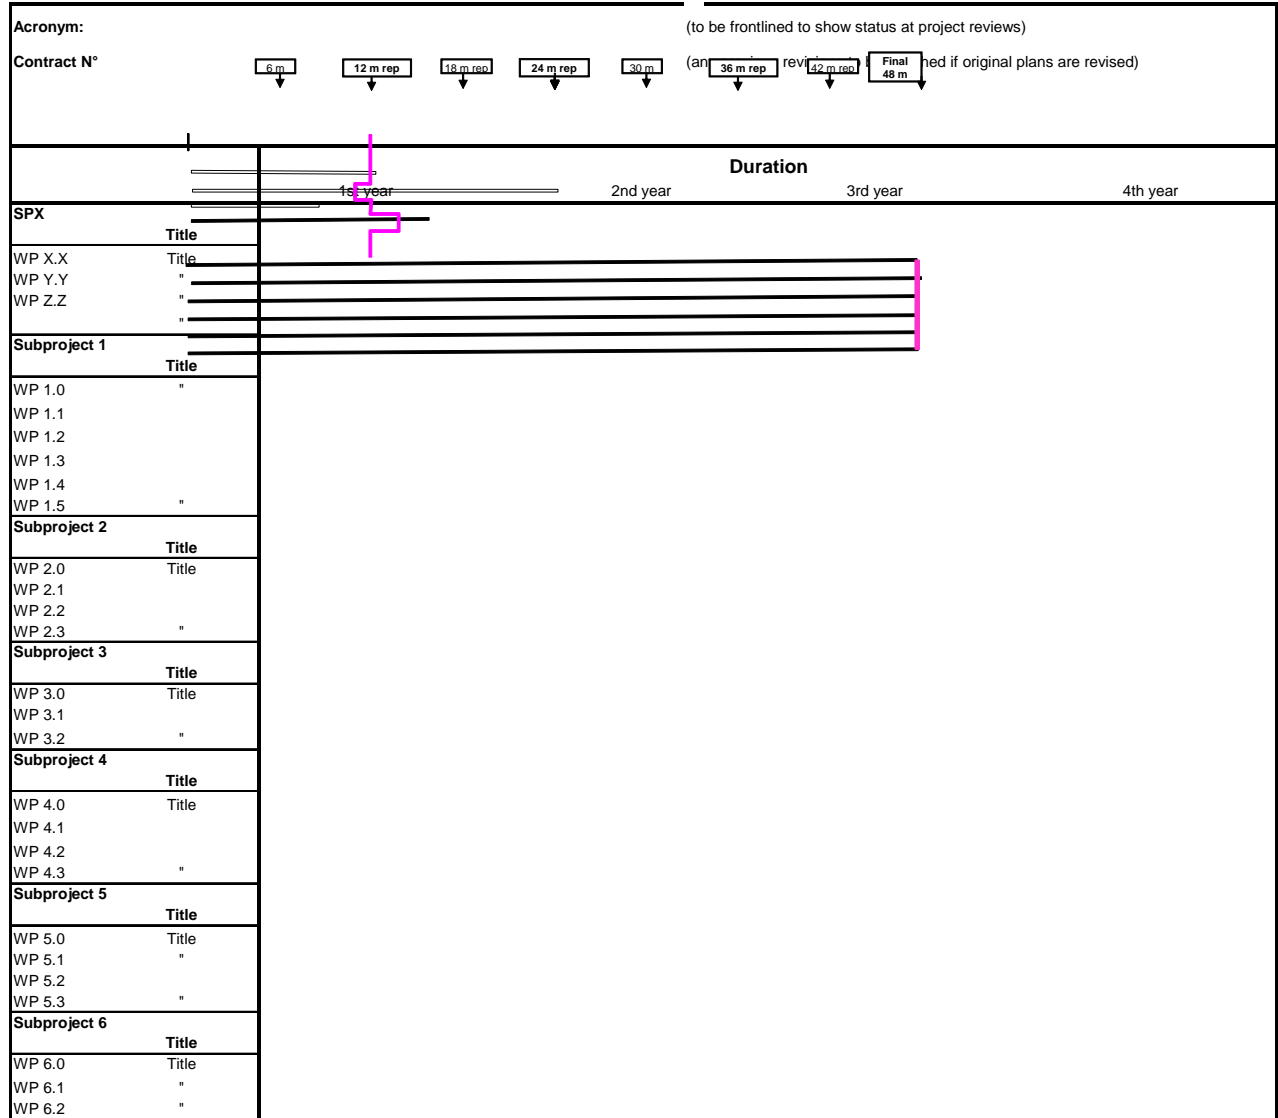 Acronym: (to be frontlined to show status at project reviews)
Contract N° (an revi b hed if original plans are revised)
6 m 12 m rep 18 m rep 24 m rep 30 m 36 m rep 42 m rep Final 48 m
Duration
1st year 2nd year 3rd year 4th year
SPX
Title
WP X.X Title
WP Y.Y "
WP Z.Z "
"
Subproject 1
Title
WP 1.0 "
WP 1.1
WP 1.2
WP 1.3
WP 1.4
WP 1.5 "
Subproject 2
Title
WP 2.0 Title
WP 2.1
WP 2.2
WP 2.3 "
Subproject 3
Title
WP 3.0 Title
WP 3.1
WP 3.2 "
Subproject 4
Title
WP 4.0 Title
WP 4.1
WP 4.2
WP 4.3 "
Subproject 5
Title
WP 5.0 Title
WP 5.1 "
WP 5.2
WP 5.3 "
Subproject 6
Title
WP 6.0 Title
WP 6.1 "
WP 6.2 "